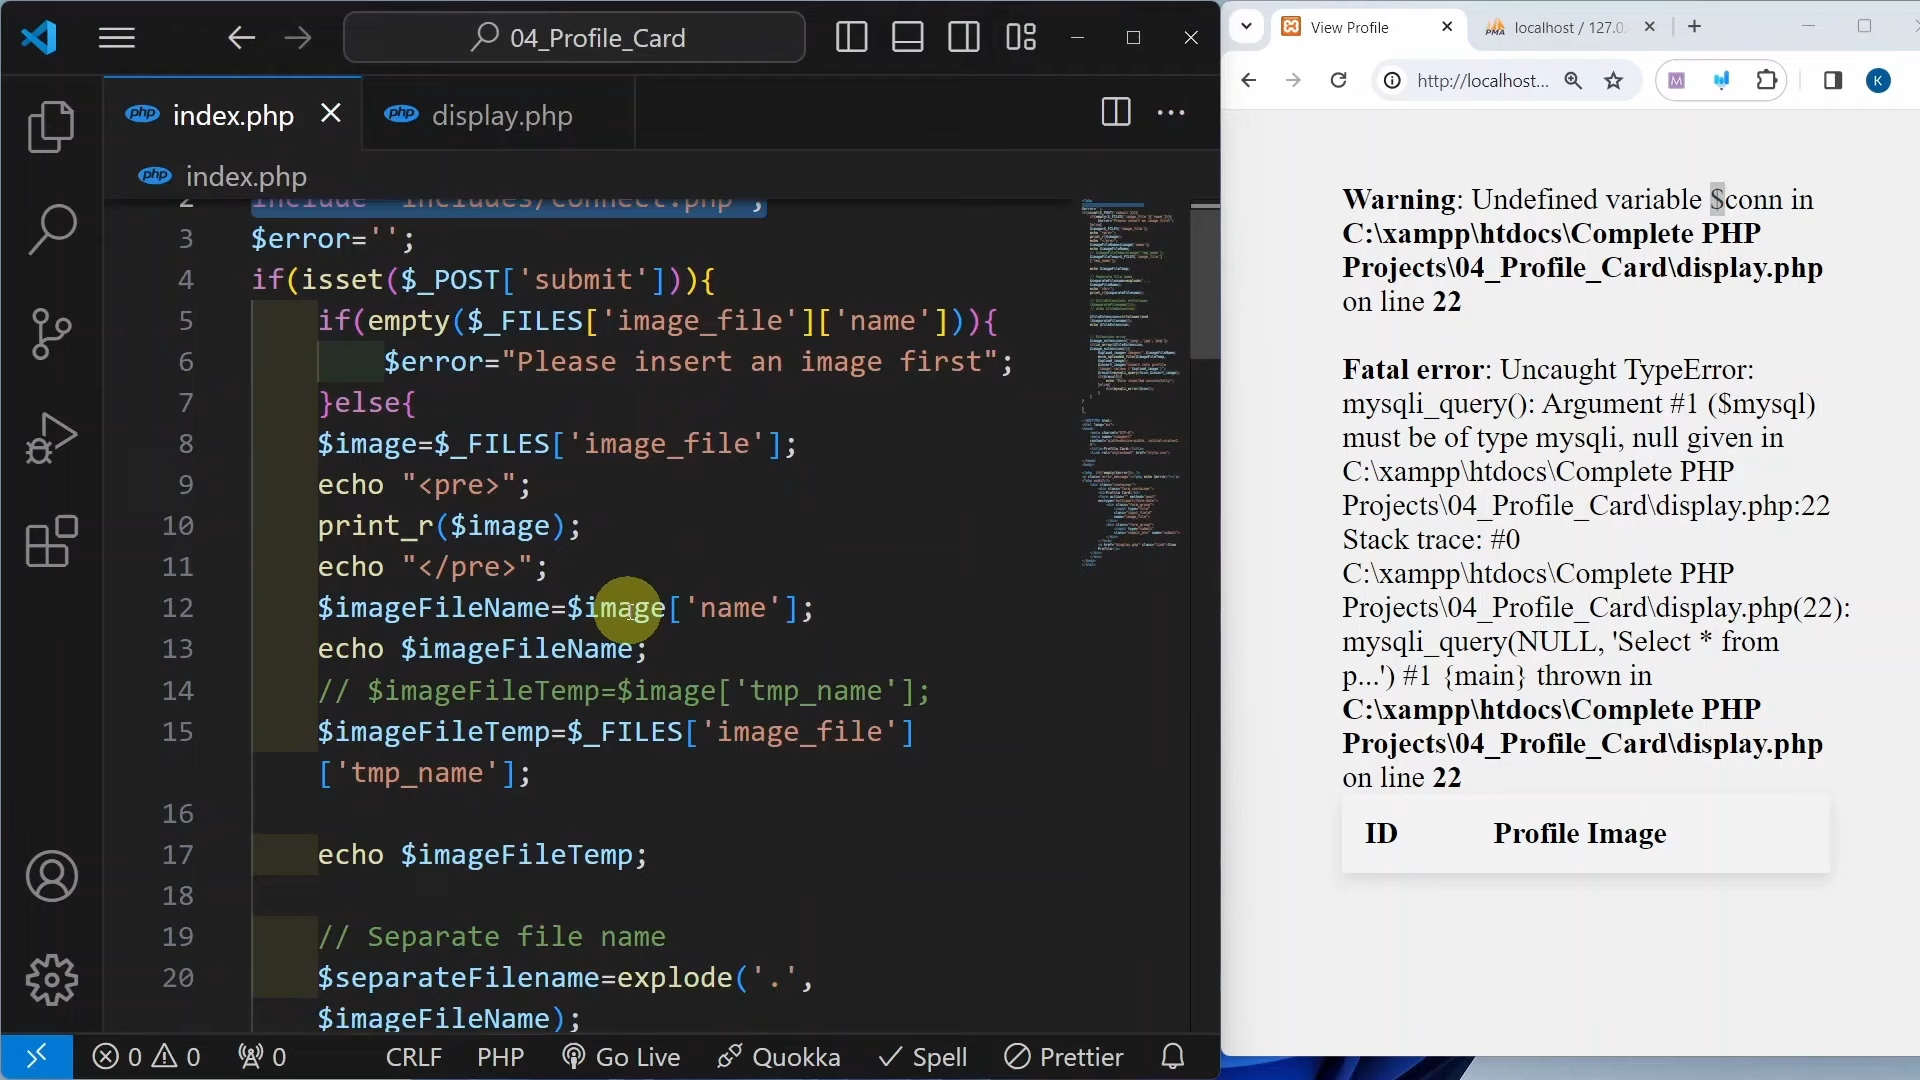 04_Profile_Card
index.php
display.php
index.php
2 include 'includes/connect.php';
3 $error='';
4 if(isset($_POST['submit'])){
5 if(empty($_FILES['image_file']['name'])){
6 $error="Please insert an image first";
7 }else{
8 $image=$_FILES['image_file'];
9 echo "<pre>";
10 print_r($image);
11 echo "</pre>";
12 $imageFileName=$image['name'];
13 echo $imageFileName;
14 // $imageFileTemp=$image['tmp_name'];
15 $imageFileTemp=$_FILES['image_file']
['tmp_name'];
16
17 echo $imageFileTemp;
18
19 // Separate file name
20 $separateFilename=explode('.',
$imageFileName);
0 0 0 CRLF PHP Go Live Quokka Spell Prettier
View Profile
PMA localhost / 127.0.
http://localhost...
M
K
Warning: Undefined variable $conn in
C:\xampp\htdocs\Complete PHP
Projects\04_Profile_Card\display.php
on line 22
Fatal error: Uncaught TypeError:
mysqli_query(): Argument #1 ($mysql)
must be of type mysqli, null given in
C:\xampp\htdocs\Complete PHP
Projects\04_Profile_Card\display.php:22
Stack trace: #0
C:\xampp\htdocs\Complete PHP
Projects\04_Profile_Card\display.php(22):
mysqli_query(NULL, 'Select * from
p...') #1 {main} thrown in
C:\xampp\htdocs\Complete PHP
Projects\04_Profile_Card\display.php
on line 22
ID Profile Image